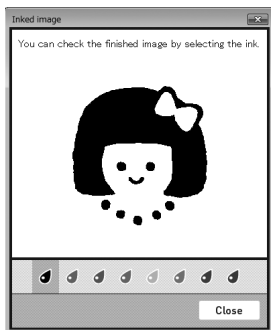 Inked image
You can check the finished image by selecting the ink.
Close